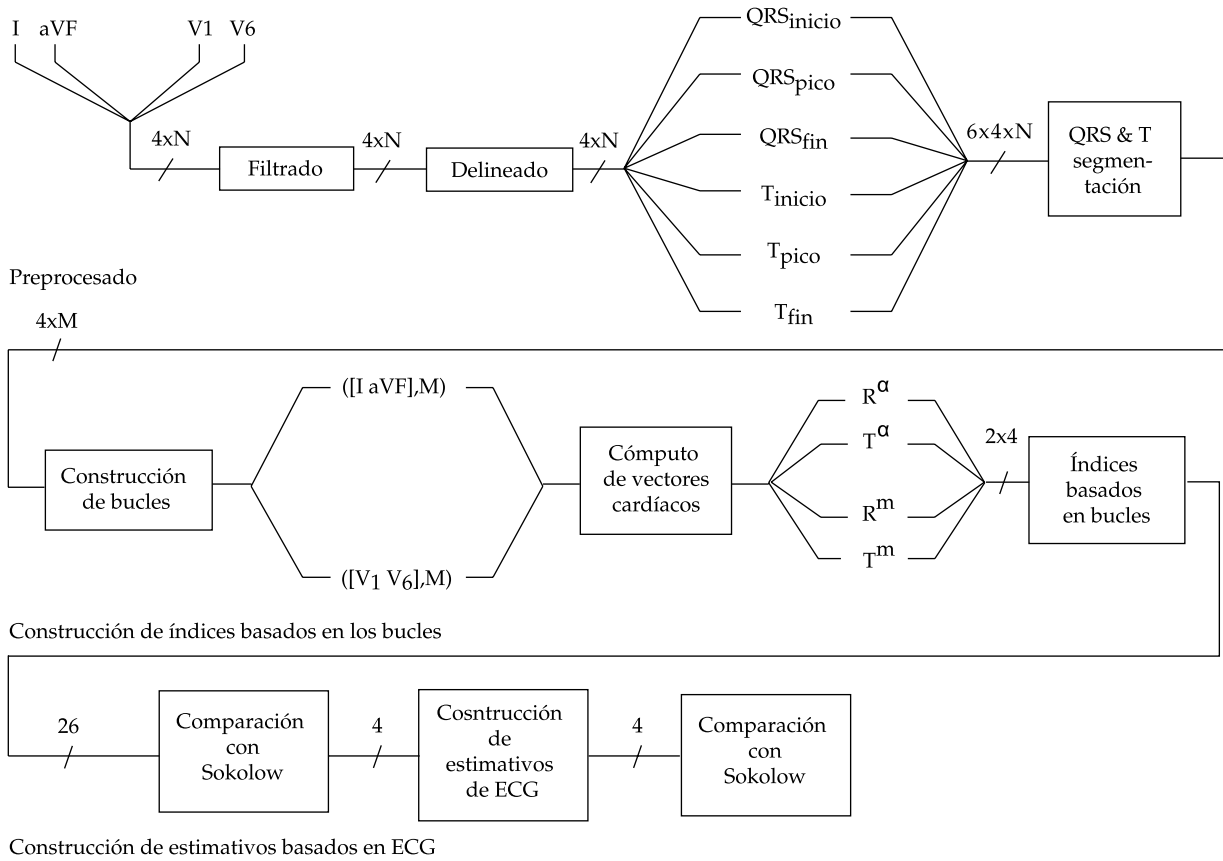 I aVF V1 V6
4xN
Filtrado
4xN
Delineado
4xN
QRSinicio
QRSpico
QRSfin
Tinicio
Tpico
Tfin
6x4xN
QRS & T
segmen-
tación
Preprocesado
4xM
Construcción
de bucles
([I aVF],M)
([V1 V6],M)
Cómputo
de vectores
cardíacos
Rα
Tα
Rm
Tm
2x4
Índices
basados
en bucles
Construcción de índices basados en los bucles
26
Comparación
con
Sokolow
4
Cosntrucción
de
estimativos
de ECG
4
Comparación
con
Sokolow
Construcción de estimativos basados en ECG